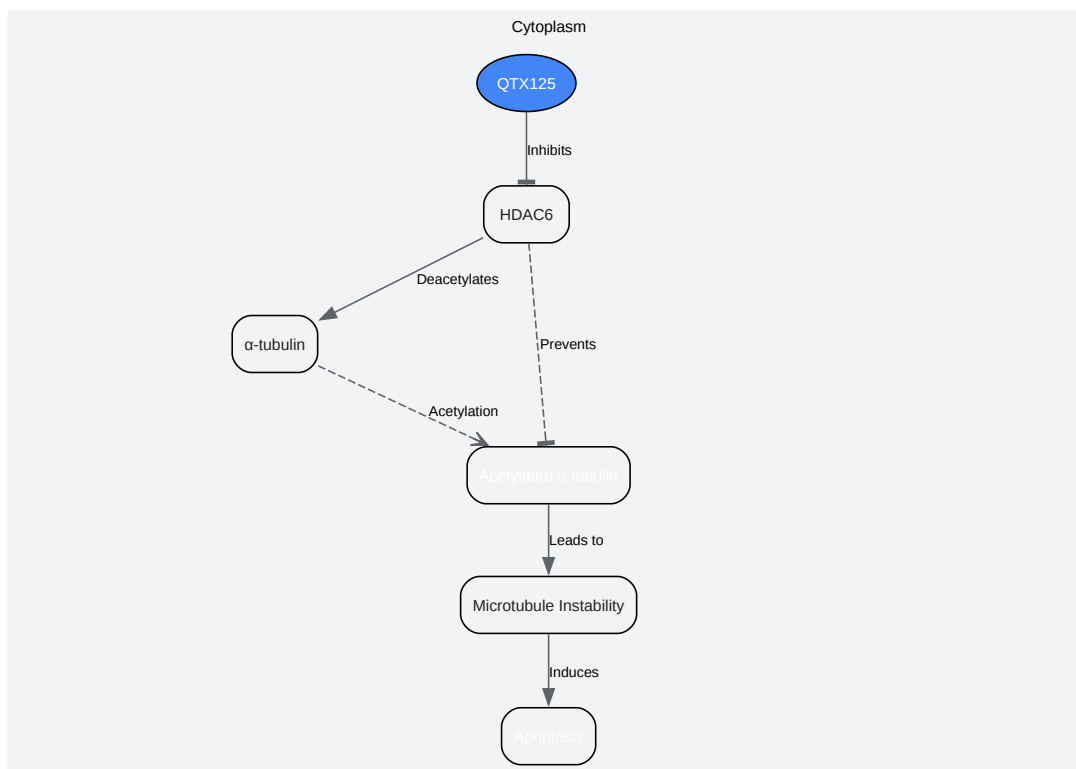 Cytoplasm
QTX125
Inhibits
HDAC6
Deacetylates
α-tubulin
Prevents
Acetylation
Acetylated α-tubulin
Leads to
Microtubule Instability
Induces
Apoptosis